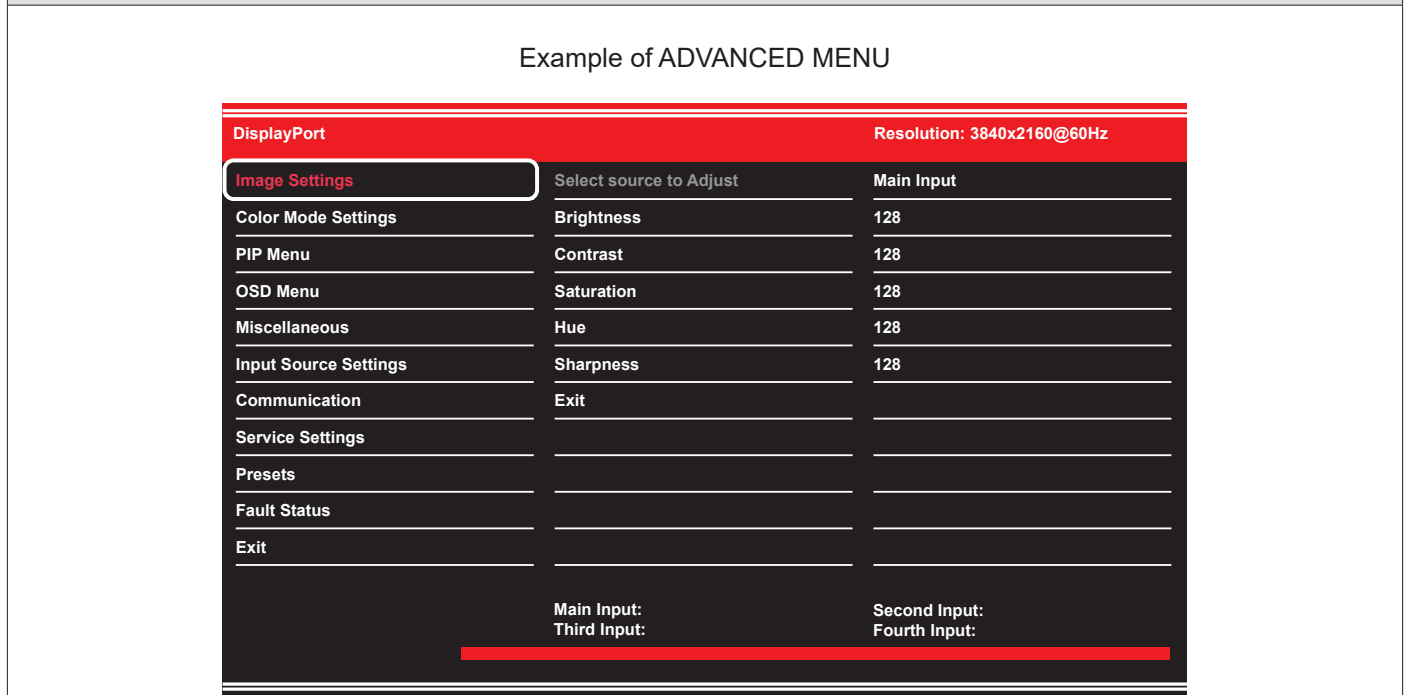 Example of ADVANCED MENU
DisplayPort Resolution: 3840x2160@60Hz
Image Settings Select source to Adjust Main Input
Color Mode Settings Brightness 128
PIP Menu Contrast 128
OSD Menu Saturation 128
Miscellaneous Hue 128
Input Source Settings Sharpness 128
Communication Exit
Service Settings
Presets
Fault Status
Exit
Main Input: Second Input:
Third Input: Fourth Input: